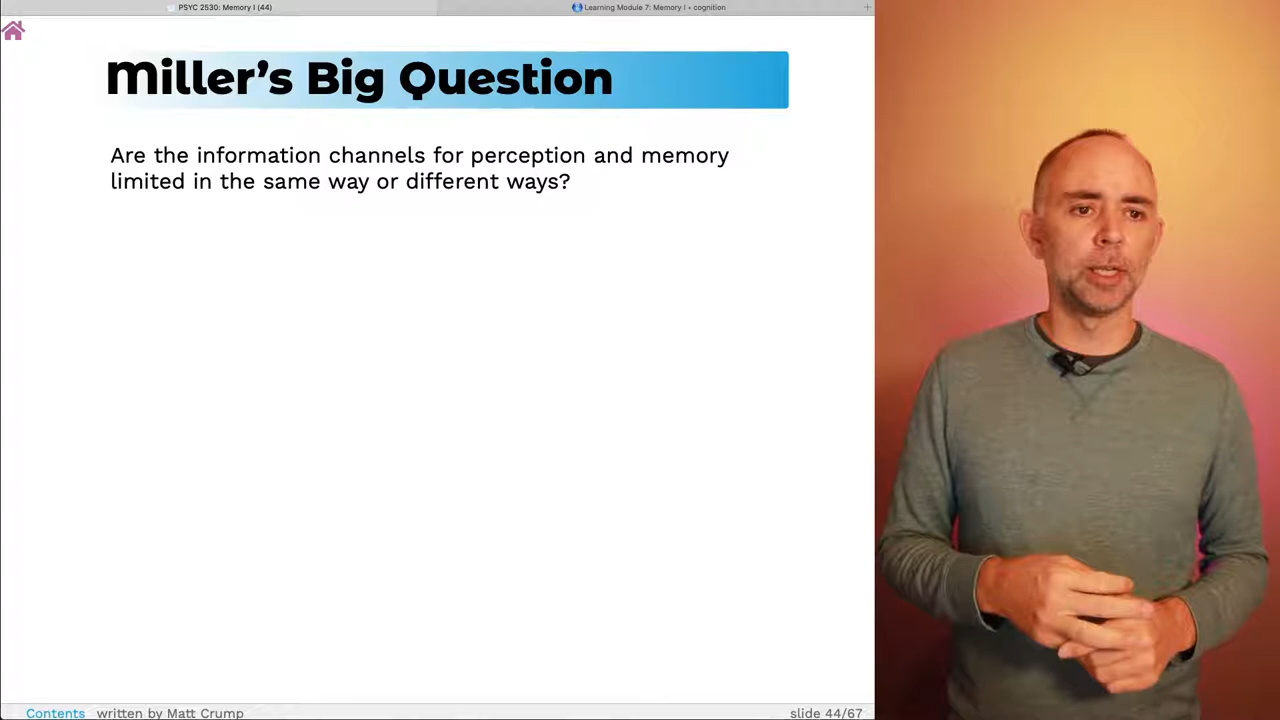 PSYC 2530: Memory I (44)
Learning Module 7: Memory I • cognition
Miller’s Big Question
Are the information channels for perception and memory
limited in the same way or different ways?
Contents written by Matt Crump
slide 44/67